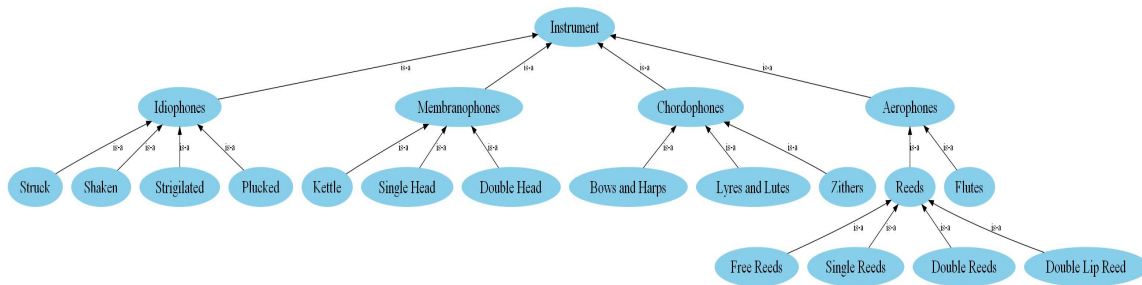 Instrument
is-a
is-a
is-a
is-a
Idiophones
Membranophones
Chordophones
Aerophones
is-a
is-a
is-a
is-a
is-a
is-a
is-a
is-a
is-a
is-a
is-a
is-a
Struck
Shaken
Strigilated
Plucked
Kettle
Single Head
Double Head
Bows and Harps
Lyres and Lutes
Zithers
Reeds
Flutes
is-a
is-a
is-a
is-a
Free Reeds
Single Reeds
Double Reeds
Double Lip Reed